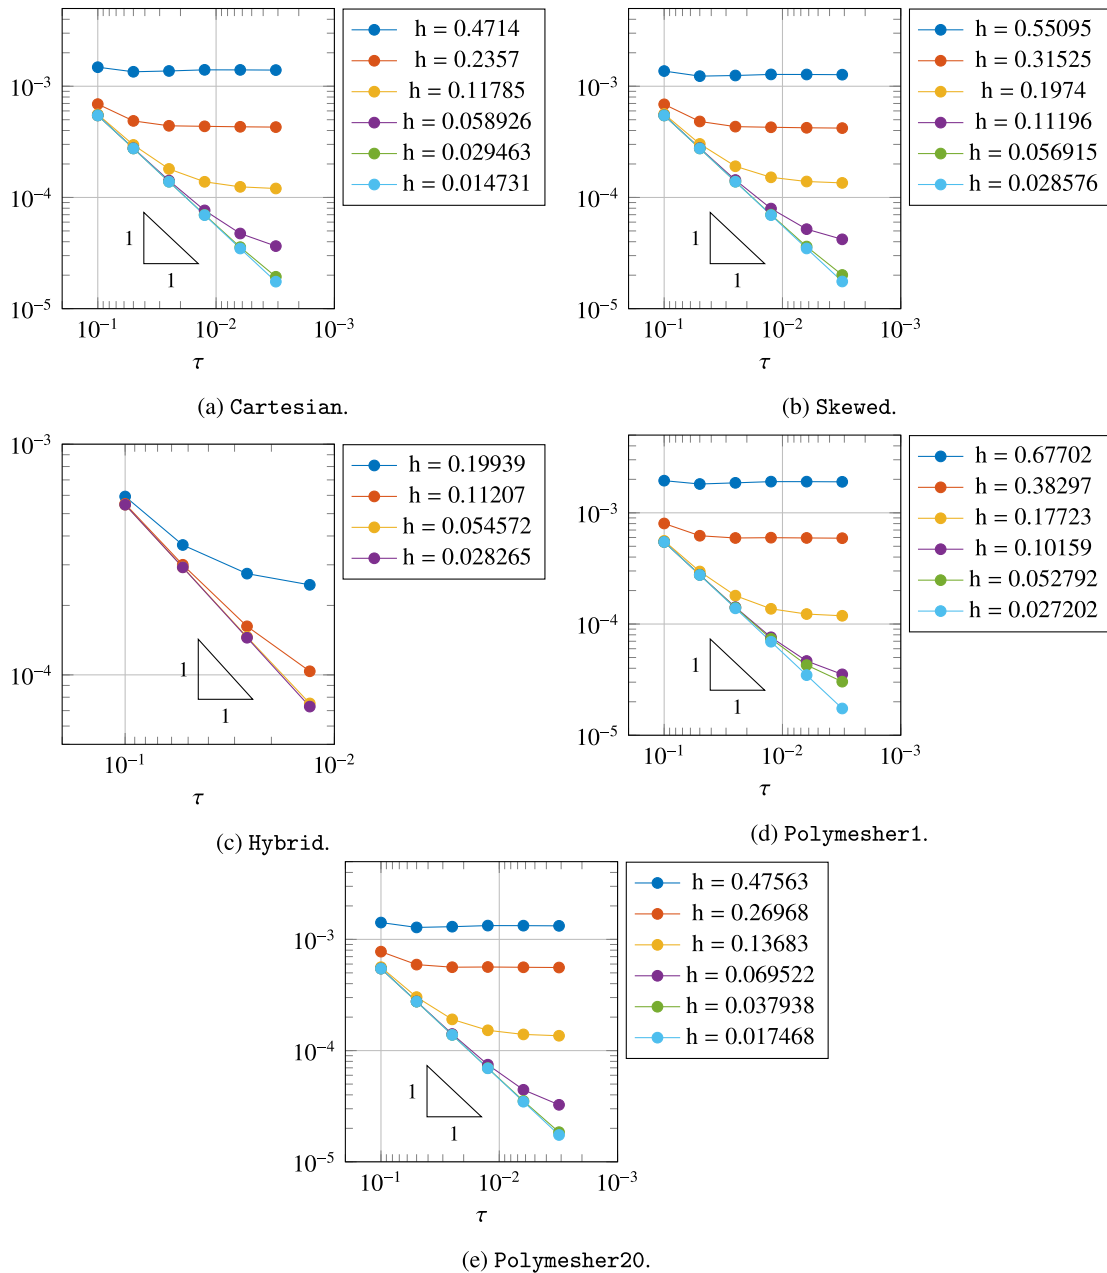 10^{-3}
10^{-4}
10^{-5}
10^{-1}
10^{-2}
10^{-3}
τ
1
1
h = 0.4714
h = 0.2357
h = 0.11785
h = 0.058926
h = 0.029463
h = 0.014731
(a) Cartesian.
10^{-3}
10^{-4}
10^{-5}
10^{-1}
10^{-2}
10^{-3}
τ
1
1
h = 0.55095
h = 0.31525
h = 0.1974
h = 0.11196
h = 0.056915
h = 0.028576
(b) Skewed.
10^{-3}
10^{-4}
10^{-1}
10^{-2}
τ
1
1
h = 0.19939
h = 0.11207
h = 0.054572
h = 0.028265
(c) Hybrid.
10^{-3}
10^{-4}
10^{-5}
10^{-1}
10^{-2}
10^{-3}
τ
1
1
h = 0.67702
h = 0.38297
h = 0.17723
h = 0.10159
h = 0.052792
h = 0.027202
(d) Polymesher1.
10^{-3}
10^{-4}
10^{-5}
10^{-1}
10^{-2}
10^{-3}
τ
1
1
h = 0.47563
h = 0.26968
h = 0.13683
h = 0.069522
h = 0.037938
h = 0.017468
(e) Polymesher20.